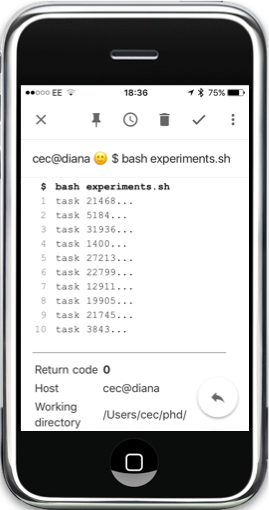 EE 18:36 75%
cec@diana 🙂 $ bash experiments.sh
$ bash experiments.sh
1 task 21468...
2 task 5184...
3 task 31936...
4 task 1400...
5 task 27213...
6 task 22799...
7 task 12911...
8 task 19905...
9 task 21745...
10 task 3843...
Return code 0
Host cec@diana
Working directory /Users/cec/phd/